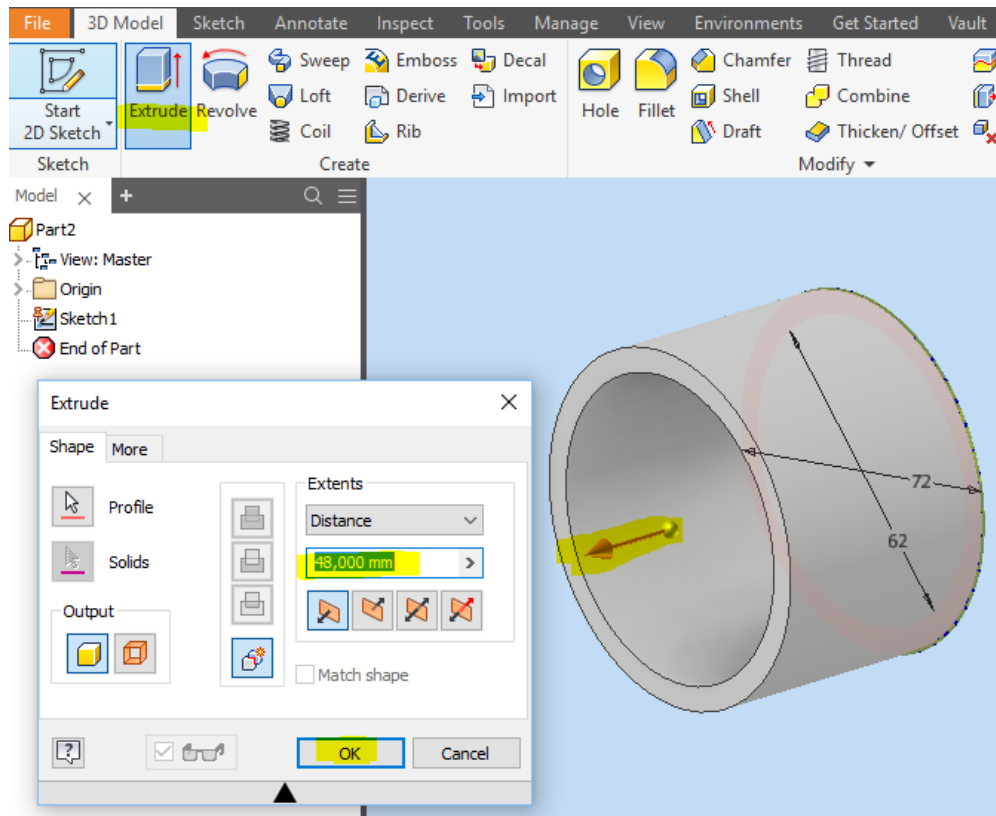 File 3D Model Sketch Annotate Inspect Tools Manage View Environments Get Started Vault
Sweep Emboss Decal Chamfer Thread
Loft Derive Import Shell Combine
Start Extrude Revolve Hole Fillet
2D Sketch Coil Rib Draft Thicken/ Offset
Sketch Create Modify
Model
Part2
View: Master
Origin
Sketch1
End of Part
Extrude
Shape More
Extents
Profile
Distance
Solids
48,000 mm
Output
Match shape
OK Cancel
72
62